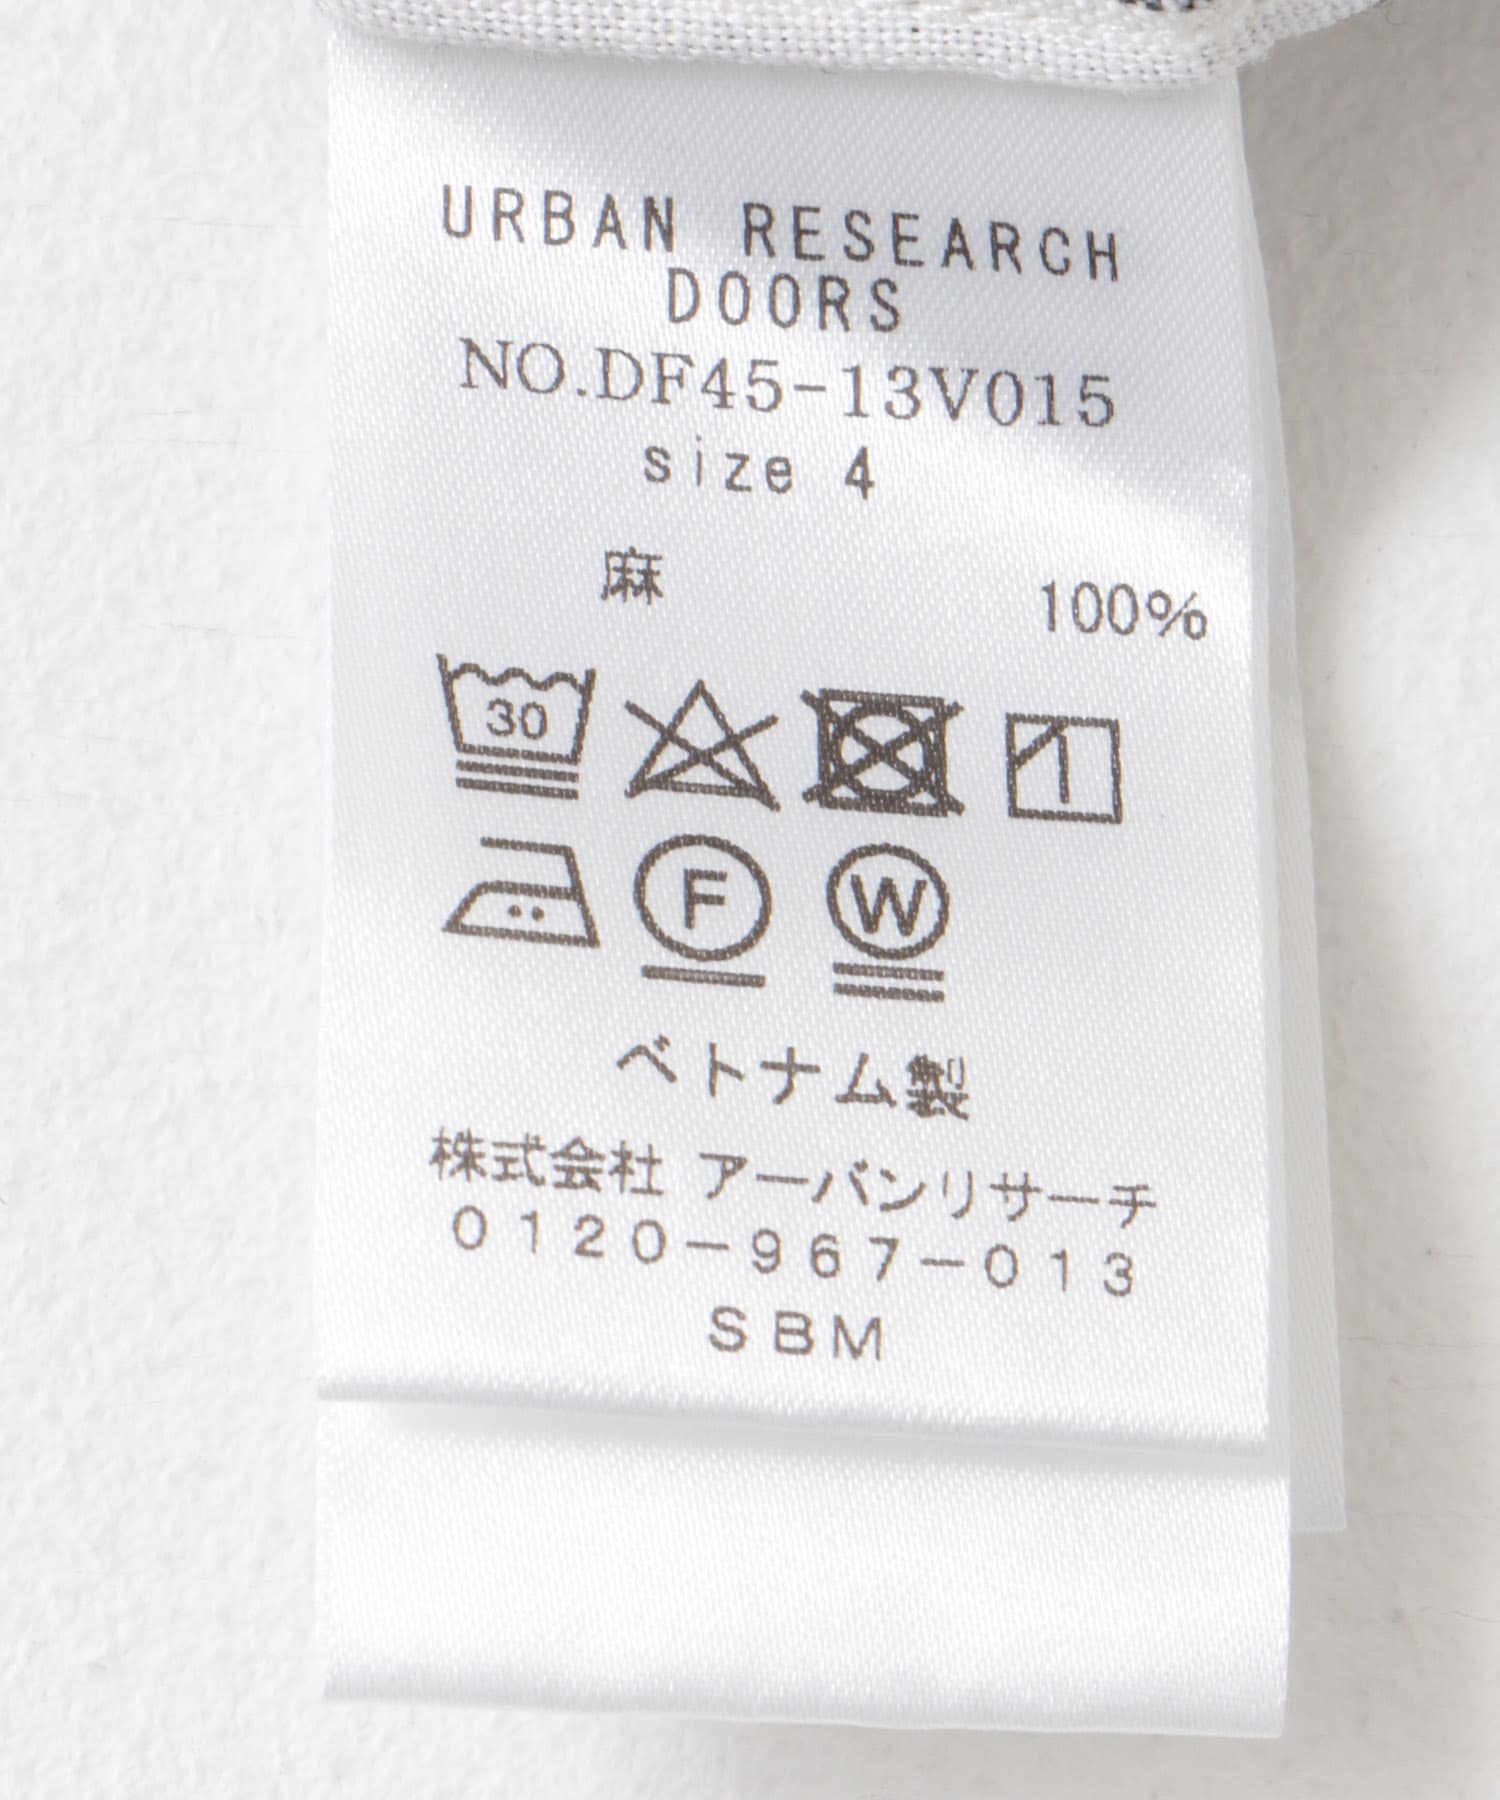 URBAN RESEARCH
DOORS
NO.DF45-13V015
size 4
麻 100%
30
F W
ベトナム製
株式会社 アーバンリサーチ
0120-967-013
SBM